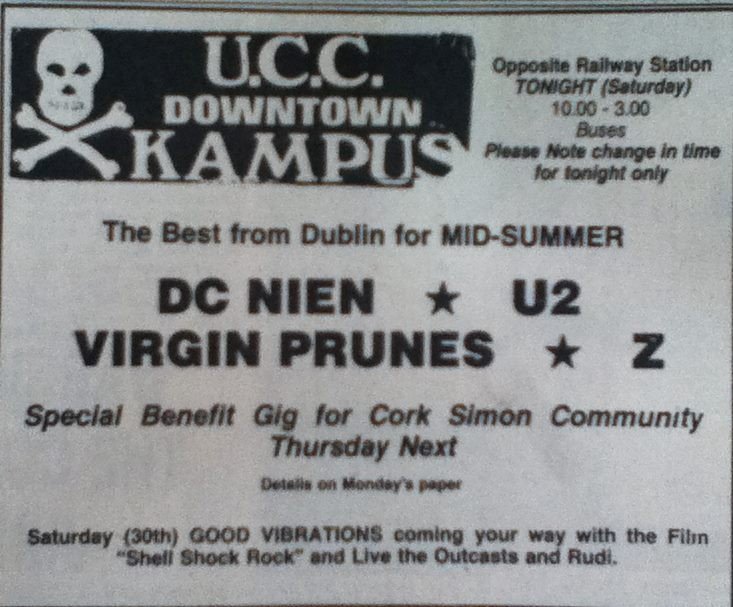 U.C.C.
DOWNTOWN
KAMPUS
Opposite Railway Station
TONIGHT (Saturday)
10.00 - 3.00
Buses
Please Note change in time
for tonight only
The Best from Dublin for MID-SUMMER
DC NIEN ★ U2
VIRGIN PRUNES ★ Z
Special Benefit Gig for Cork Simon Community
Thursday Next
Details on Monday's paper
Saturday (30th) GOOD VIBRATIONS coming your way with the Film
"Shell Shock Rock" and Live the Outcasts and Rudi.